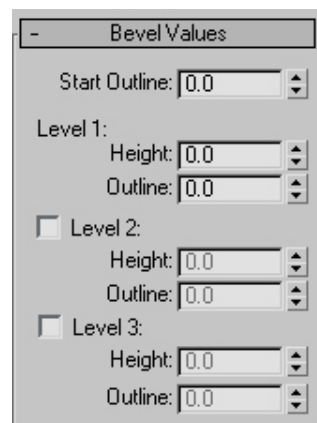 - Bevel Values
Start Outline: 0.0
Level 1:
Height: 0.0
Outline: 0.0
Level 2:
Height: 0.0
Outline: 0.0
Level 3:
Height: 0.0
Outline: 0.0